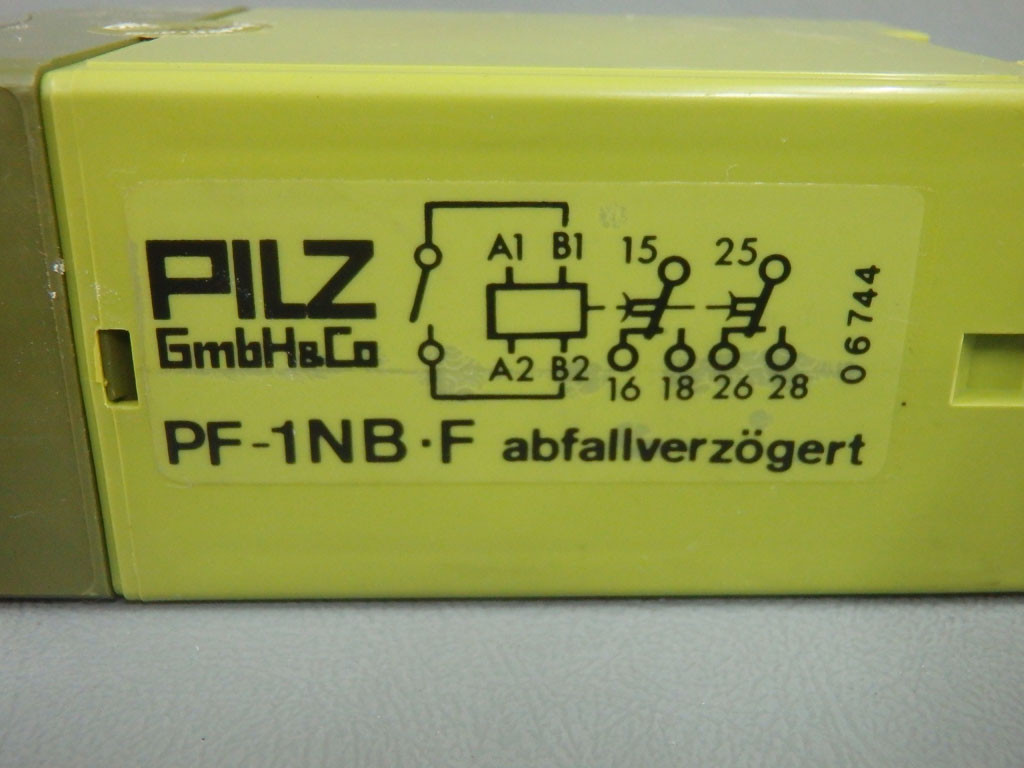 PILZ
GmbH&Co
A1 B1 15 25
A2 B2 16 18 26 28
06744
PF-1NB·F abfallverzögert